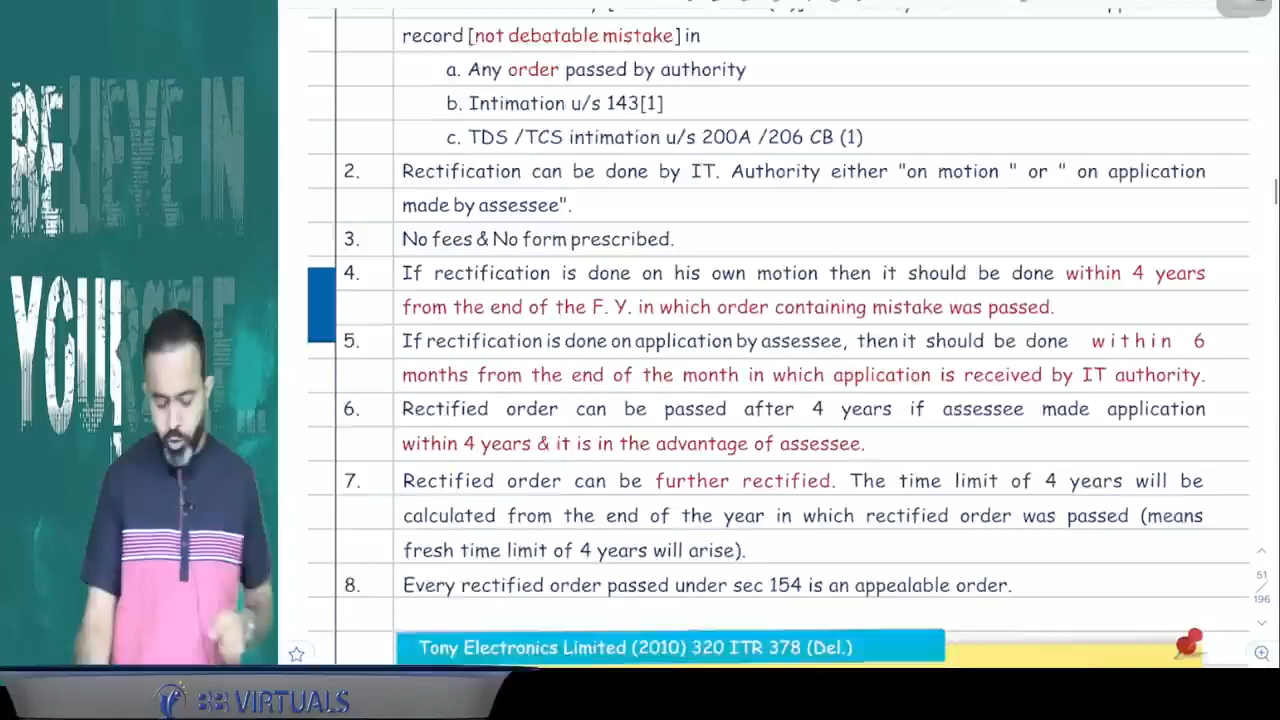 BELIEVE IN
YOURSELF...
record [not debatable mistake] in
a. Any order passed by authority
b. Intimation u/s 143[1]
c. TDS /TCS intimation u/s 200A /206 CB (1)
2. Rectification can be done by IT. Authority either "on motion " or " on application
made by assessee".
3. No fees & No form prescribed.
4. If rectification is done on his own motion then it should be done within 4 years
from the end of the F. Y. in which order containing mistake was passed.
5. If rectification is done on application by assessee, then it should be done within 6
months from the end of the month in which application is received by IT authority.
6. Rectified order can be passed after 4 years if assessee made application
within 4 years & it is in the advantage of assessee.
7. Rectified order can be further rectified. The time limit of 4 years will be
calculated from the end of the year in which rectified order was passed (means
fresh time limit of 4 years will arise).
8. Every rectified order passed under sec 154 is an appealable order.
51
/
196
Tony Electronics Limited (2010) 320 ITR 378 (Del.)
BB VIRTUALS